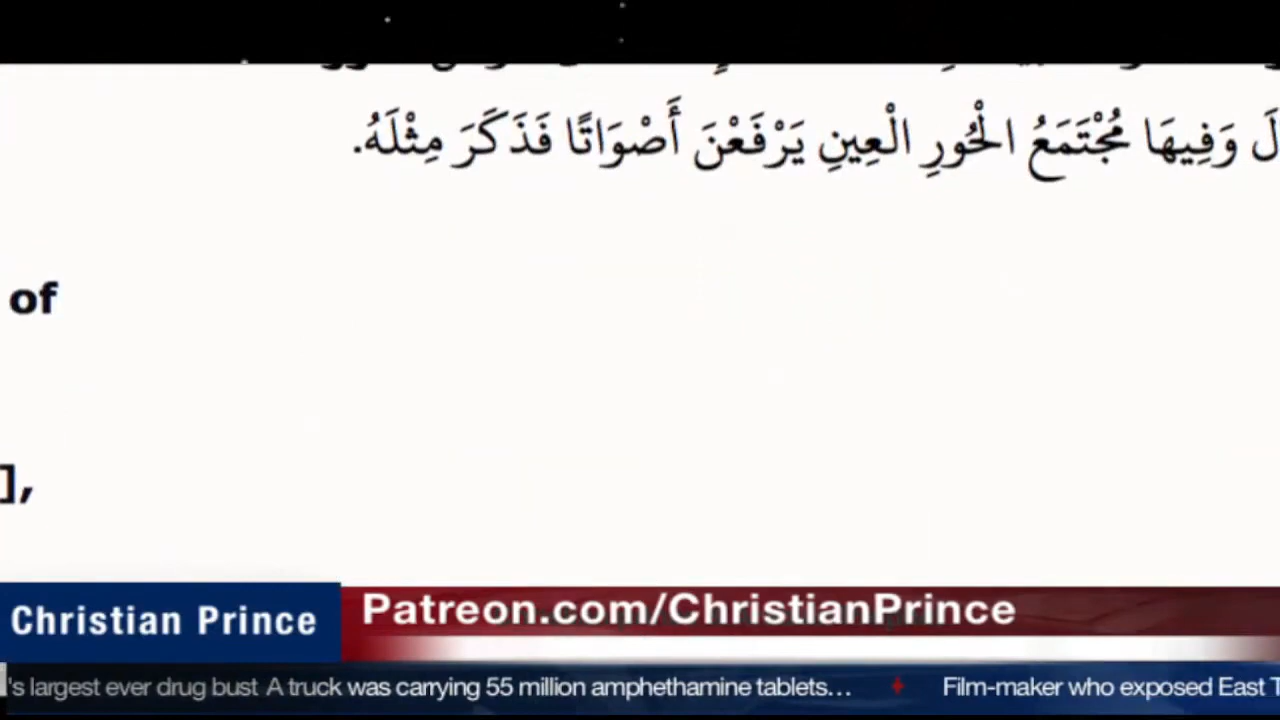 لَ وَفِيهَا مُجْتَمَعُ الْحُورِ الْعِينِ يَرْفَعْنَ أَصْوَاتًا فَذَكَرَ مِثْلَهُ.
of
],
Christian Prince
Patreon.com/ChristianPrince
's largest ever drug bust A truck was carrying 55 million amphethamine tablets... Film-maker who exposed East T